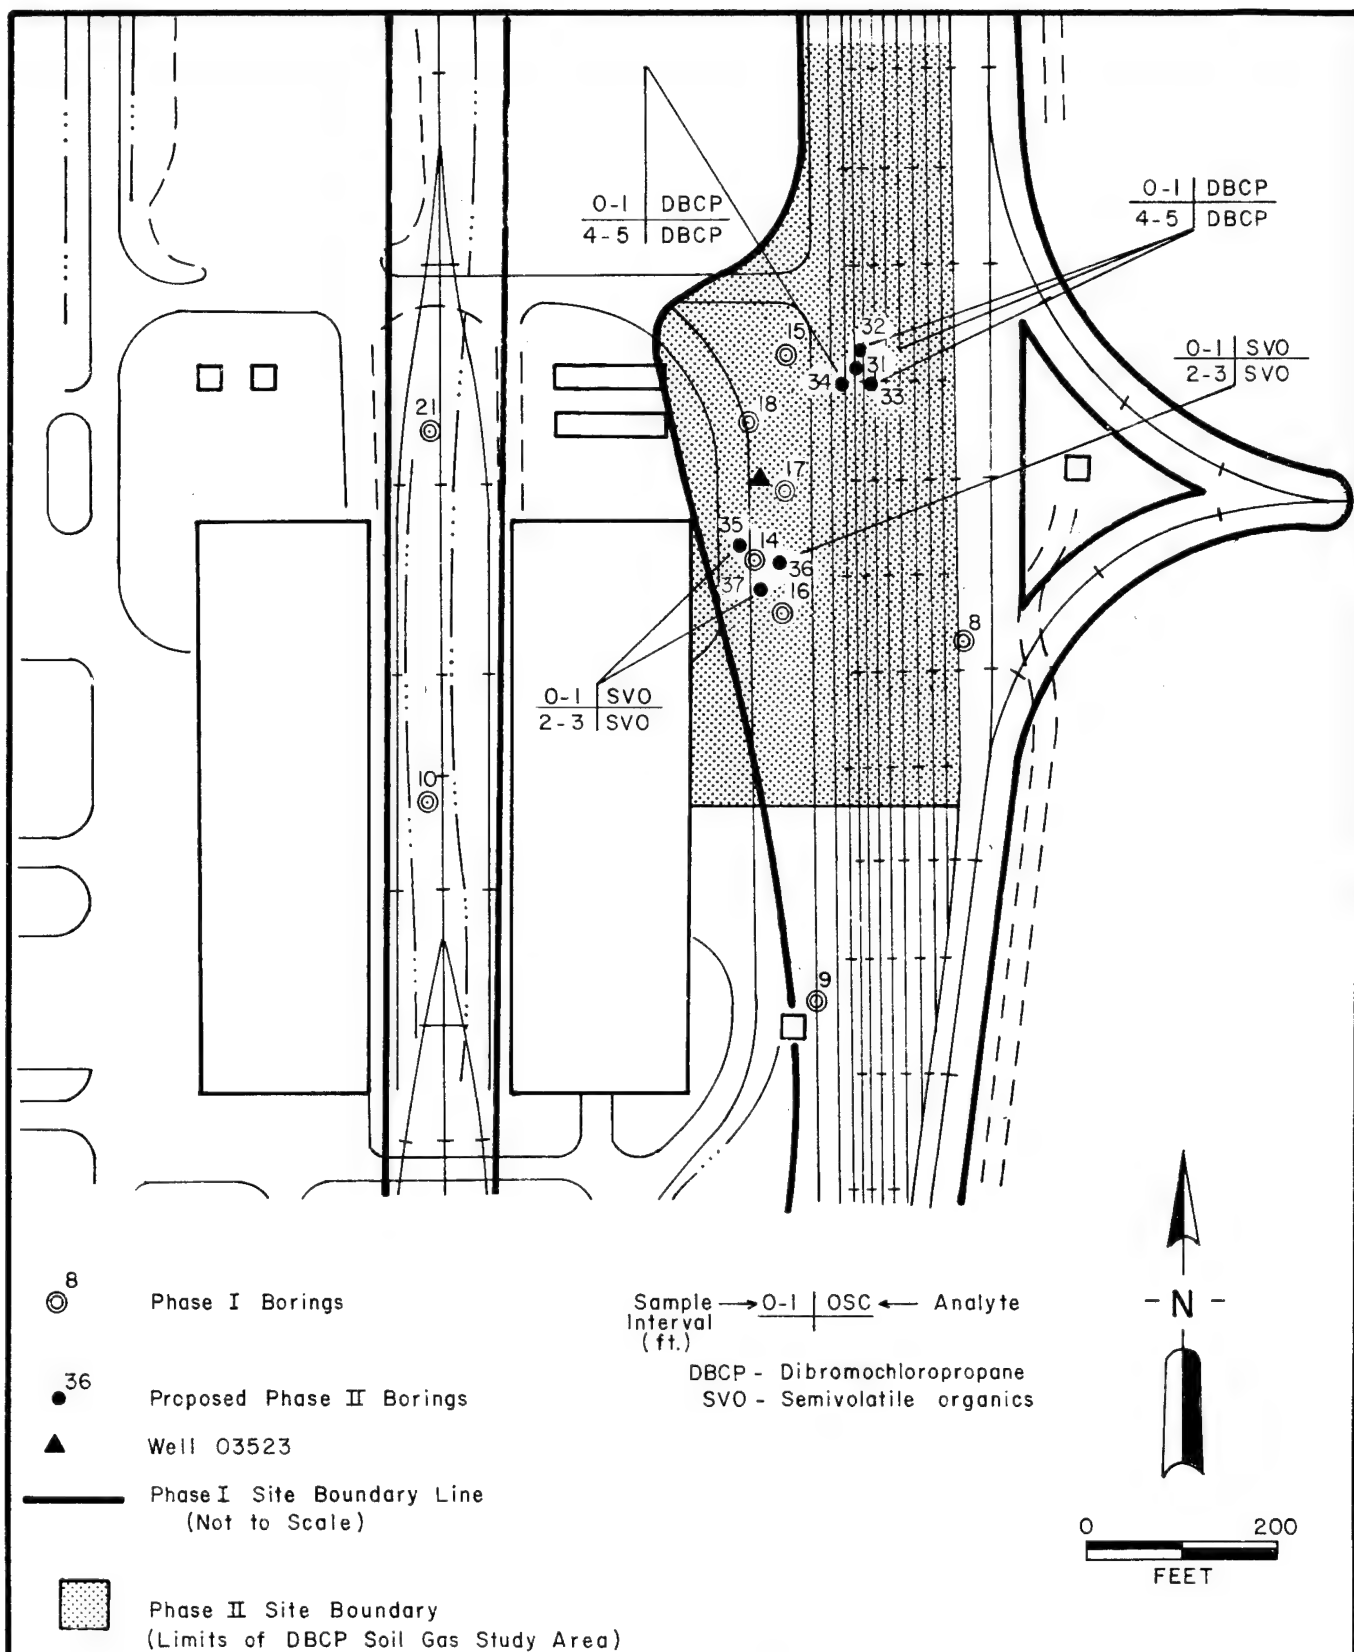 0-1 DBCP
4-5 DBCP
0-1 DBCP
4-5 DBCP
0-1 SVO
2-3 SVO
32
15
31
34
33
21
18
17
35
14
36
37
16
8
0-1 SVO
2-3 SVO
10
9
8
Phase I Borings
36
Proposed Phase II Borings
Well 03523
Phase I Site Boundary Line
(Not to Scale)
Phase II Site Boundary
(Limits of DBCP Soil Gas Study Area)
Sample Interval (ft.) → 0-1 OSC ← Analyte
DBCP - Dibromochloropropane
SVO - Semivolatile organics
- N -
0 200
FEET